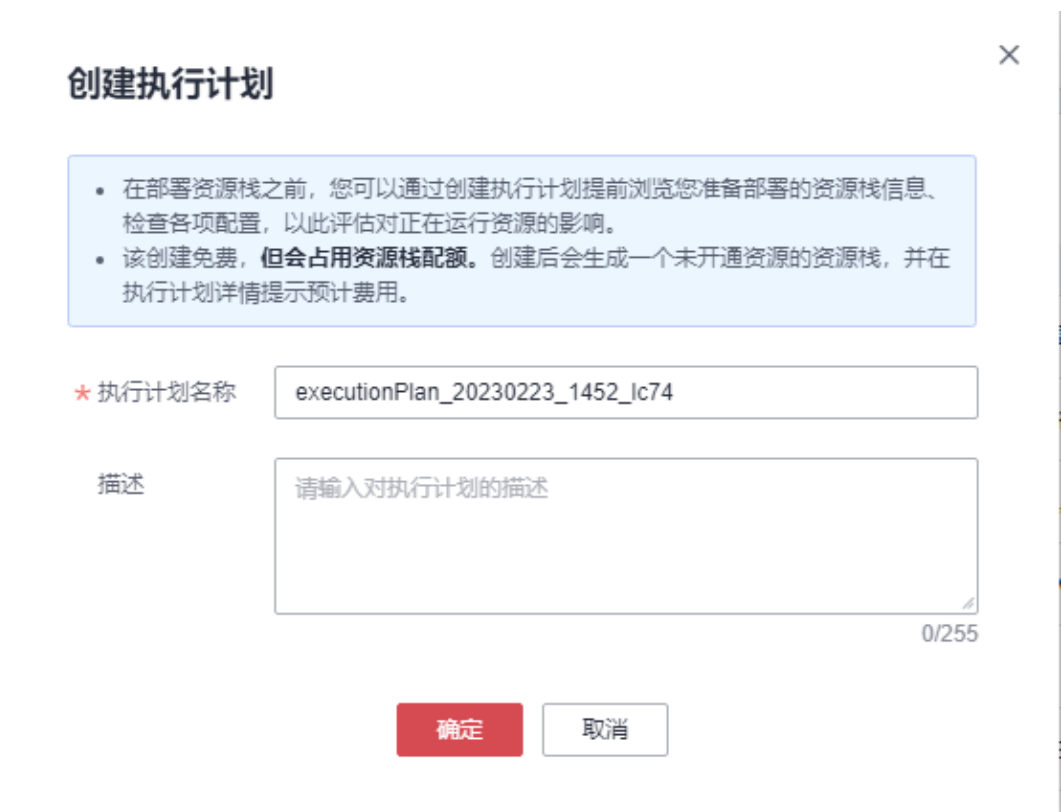 创建执行计划
在部署资源栈之前，您可以通过创建执行计划提前浏览您准备部署的资源栈信息、
检查各项配置，以此评估对正在运行资源的影响。
该创建免费，但会占用资源栈配额。创建后会生成一个未开通资源的资源栈，并在
执行计划详情提示预计费用。
* 执行计划名称 executionPlan_20230223_1452_lc74
描述 请输入对执行计划的描述
0/255
确定 取消